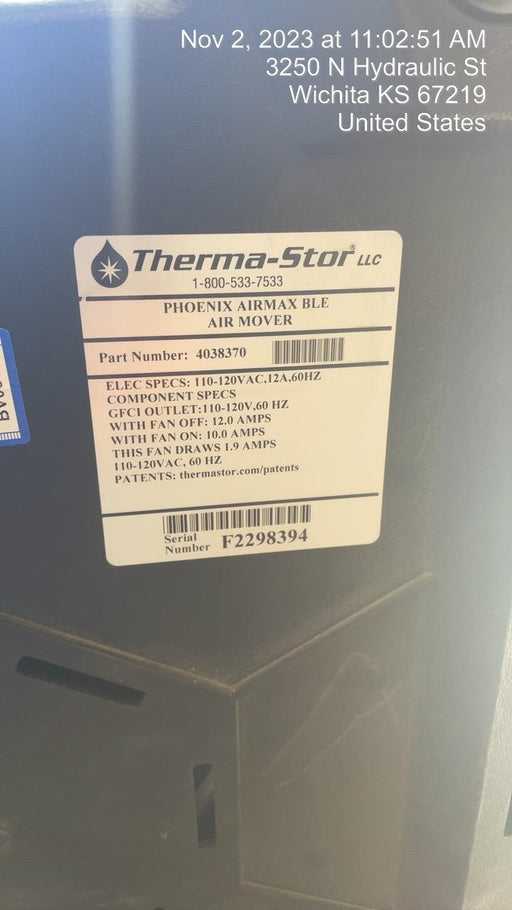 Nov 2, 2023 at 11:02:51 AM
3250 N Hydraulic St
Wichita KS 67219
United States
Therma-Stor® LLC
1-800-533-7533
PHOENIX AIRMAX BLE
AIR MOVER
Part Number: 4038370
ELEC SPECS: 110-120VAC,12A,60HZ
COMPONENT SPECS
GFCI OUTLET:110-120V,60 HZ
WITH FAN OFF: 12.0 AMPS
WITH FAN ON: 10.0 AMPS
THIS FAN DRAWS 1.9 AMPS
110-120VAC, 60 HZ
PATENTS: thermastor.com/patents
Serial
Number F2298394